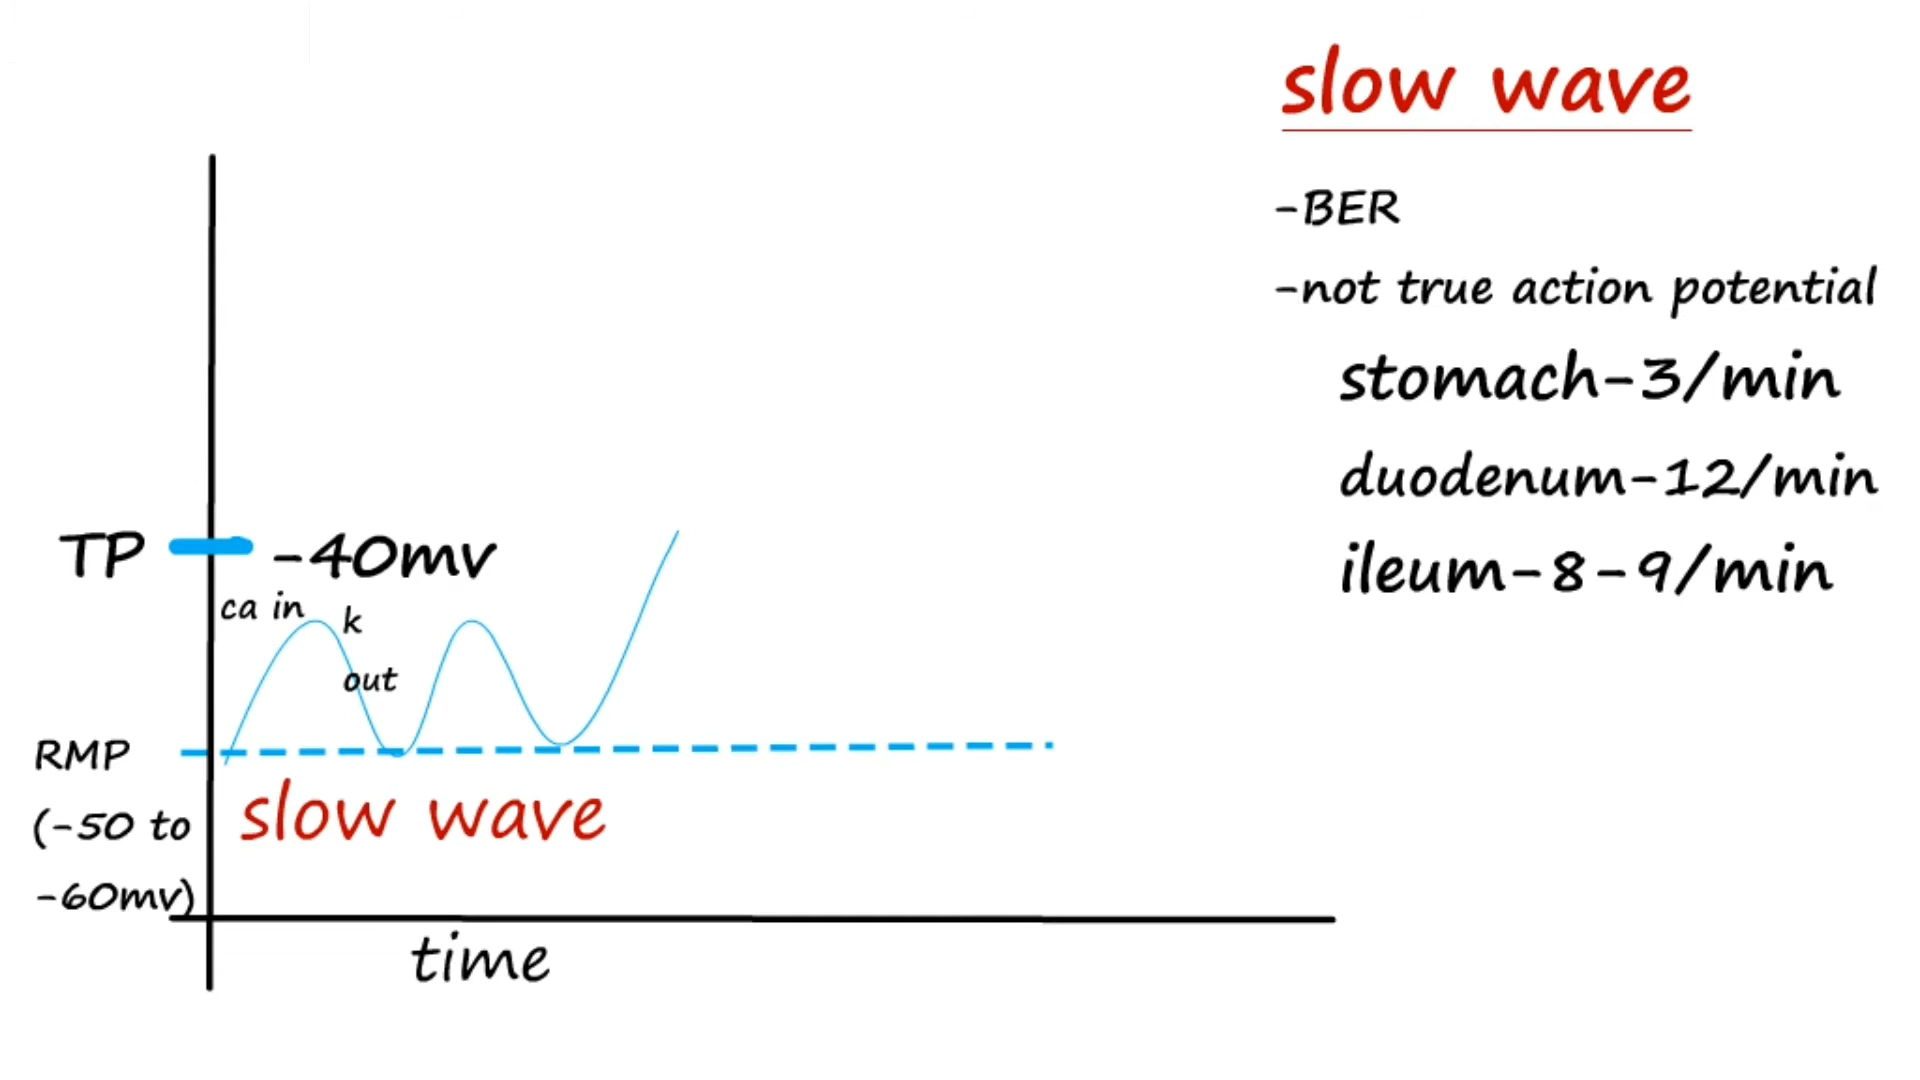 slow wave
-BER
-not true action potential
stomach-3/min
duodenum-12/min
ileum-8-9/min
TP
-40mv
ca in
k
out
RMP
(-50 to
-60mv)
slow wave
time